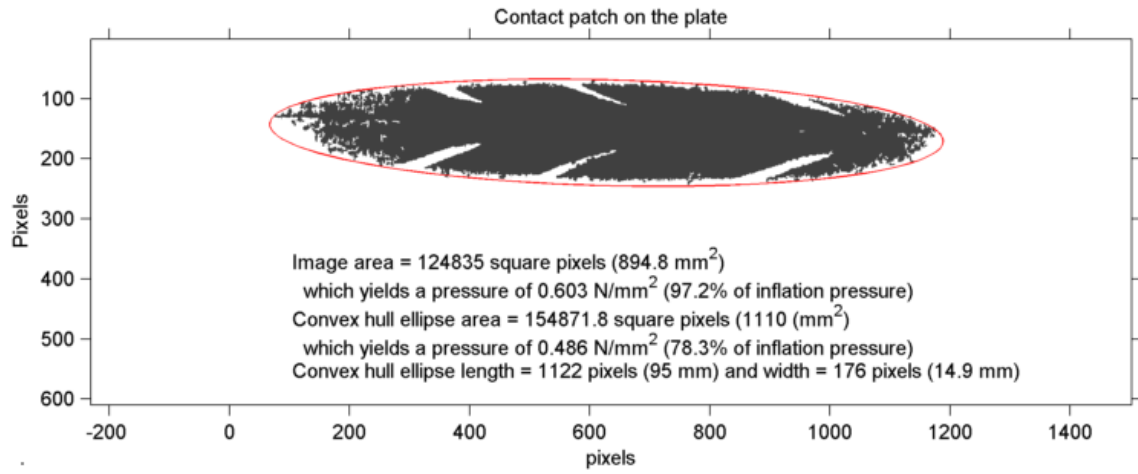 Contact patch on the plate
100
200
300
400
500
600
Pixels
Image area = 124835 square pixels (894.8 mm2)
which yields a pressure of 0.603 N/mm2 (97.2% of inflation pressure)
Convex hull ellipse area = 154871.8 square pixels (1110 (mm2)
which yields a pressure of 0.486 N/mm2 (78.3% of inflation pressure)
Convex hull ellipse length = 1122 pixels (95 mm) and width = 176 pixels (14.9 mm)
-200 0 200 400 600 800 1000 1200 1400
pixels